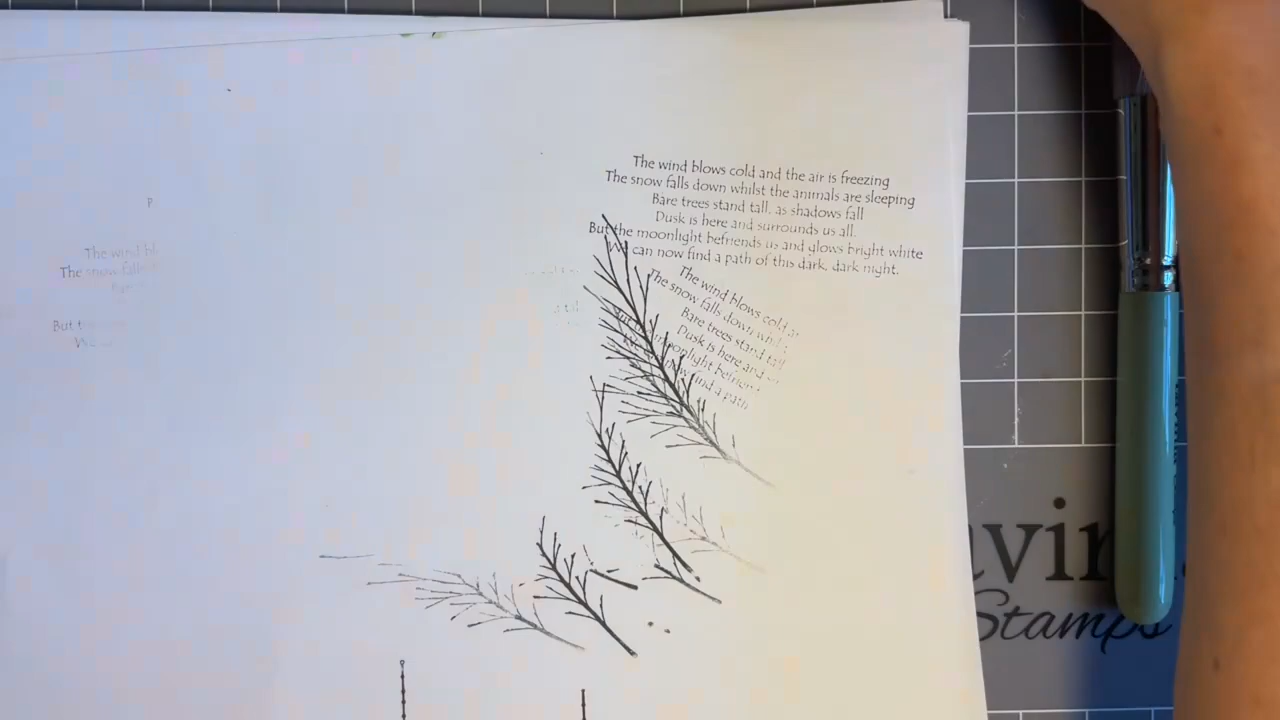 The wind blows cold and the air is freezing
The snow falls down whilst the animals are sleeping
Bare trees stand tall, as shadows fall
Dusk is here and surrounds us all.
But the moonlight befriends us and glows bright white
We can now find a path of this dark, dark night.
The wind blows cold
The snow falls down
Bare trees stand tall
Dusk is here and
moonlight befrien
find a path
P.
The wind bl
The snow falls
But t
We
Stamps